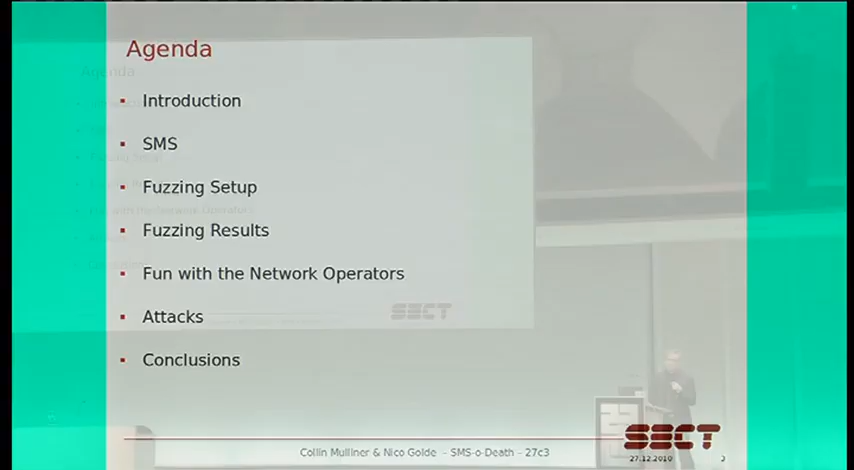 Agenda
Introduction
SMS
Fuzzing Setup
Fuzzing Results
Fun with the Network Operators
Attacks
Conclusions
SECT
SECT
Collin Mulliner & Nico Golde - SMS-o-Death - 27c3
27.12.2010